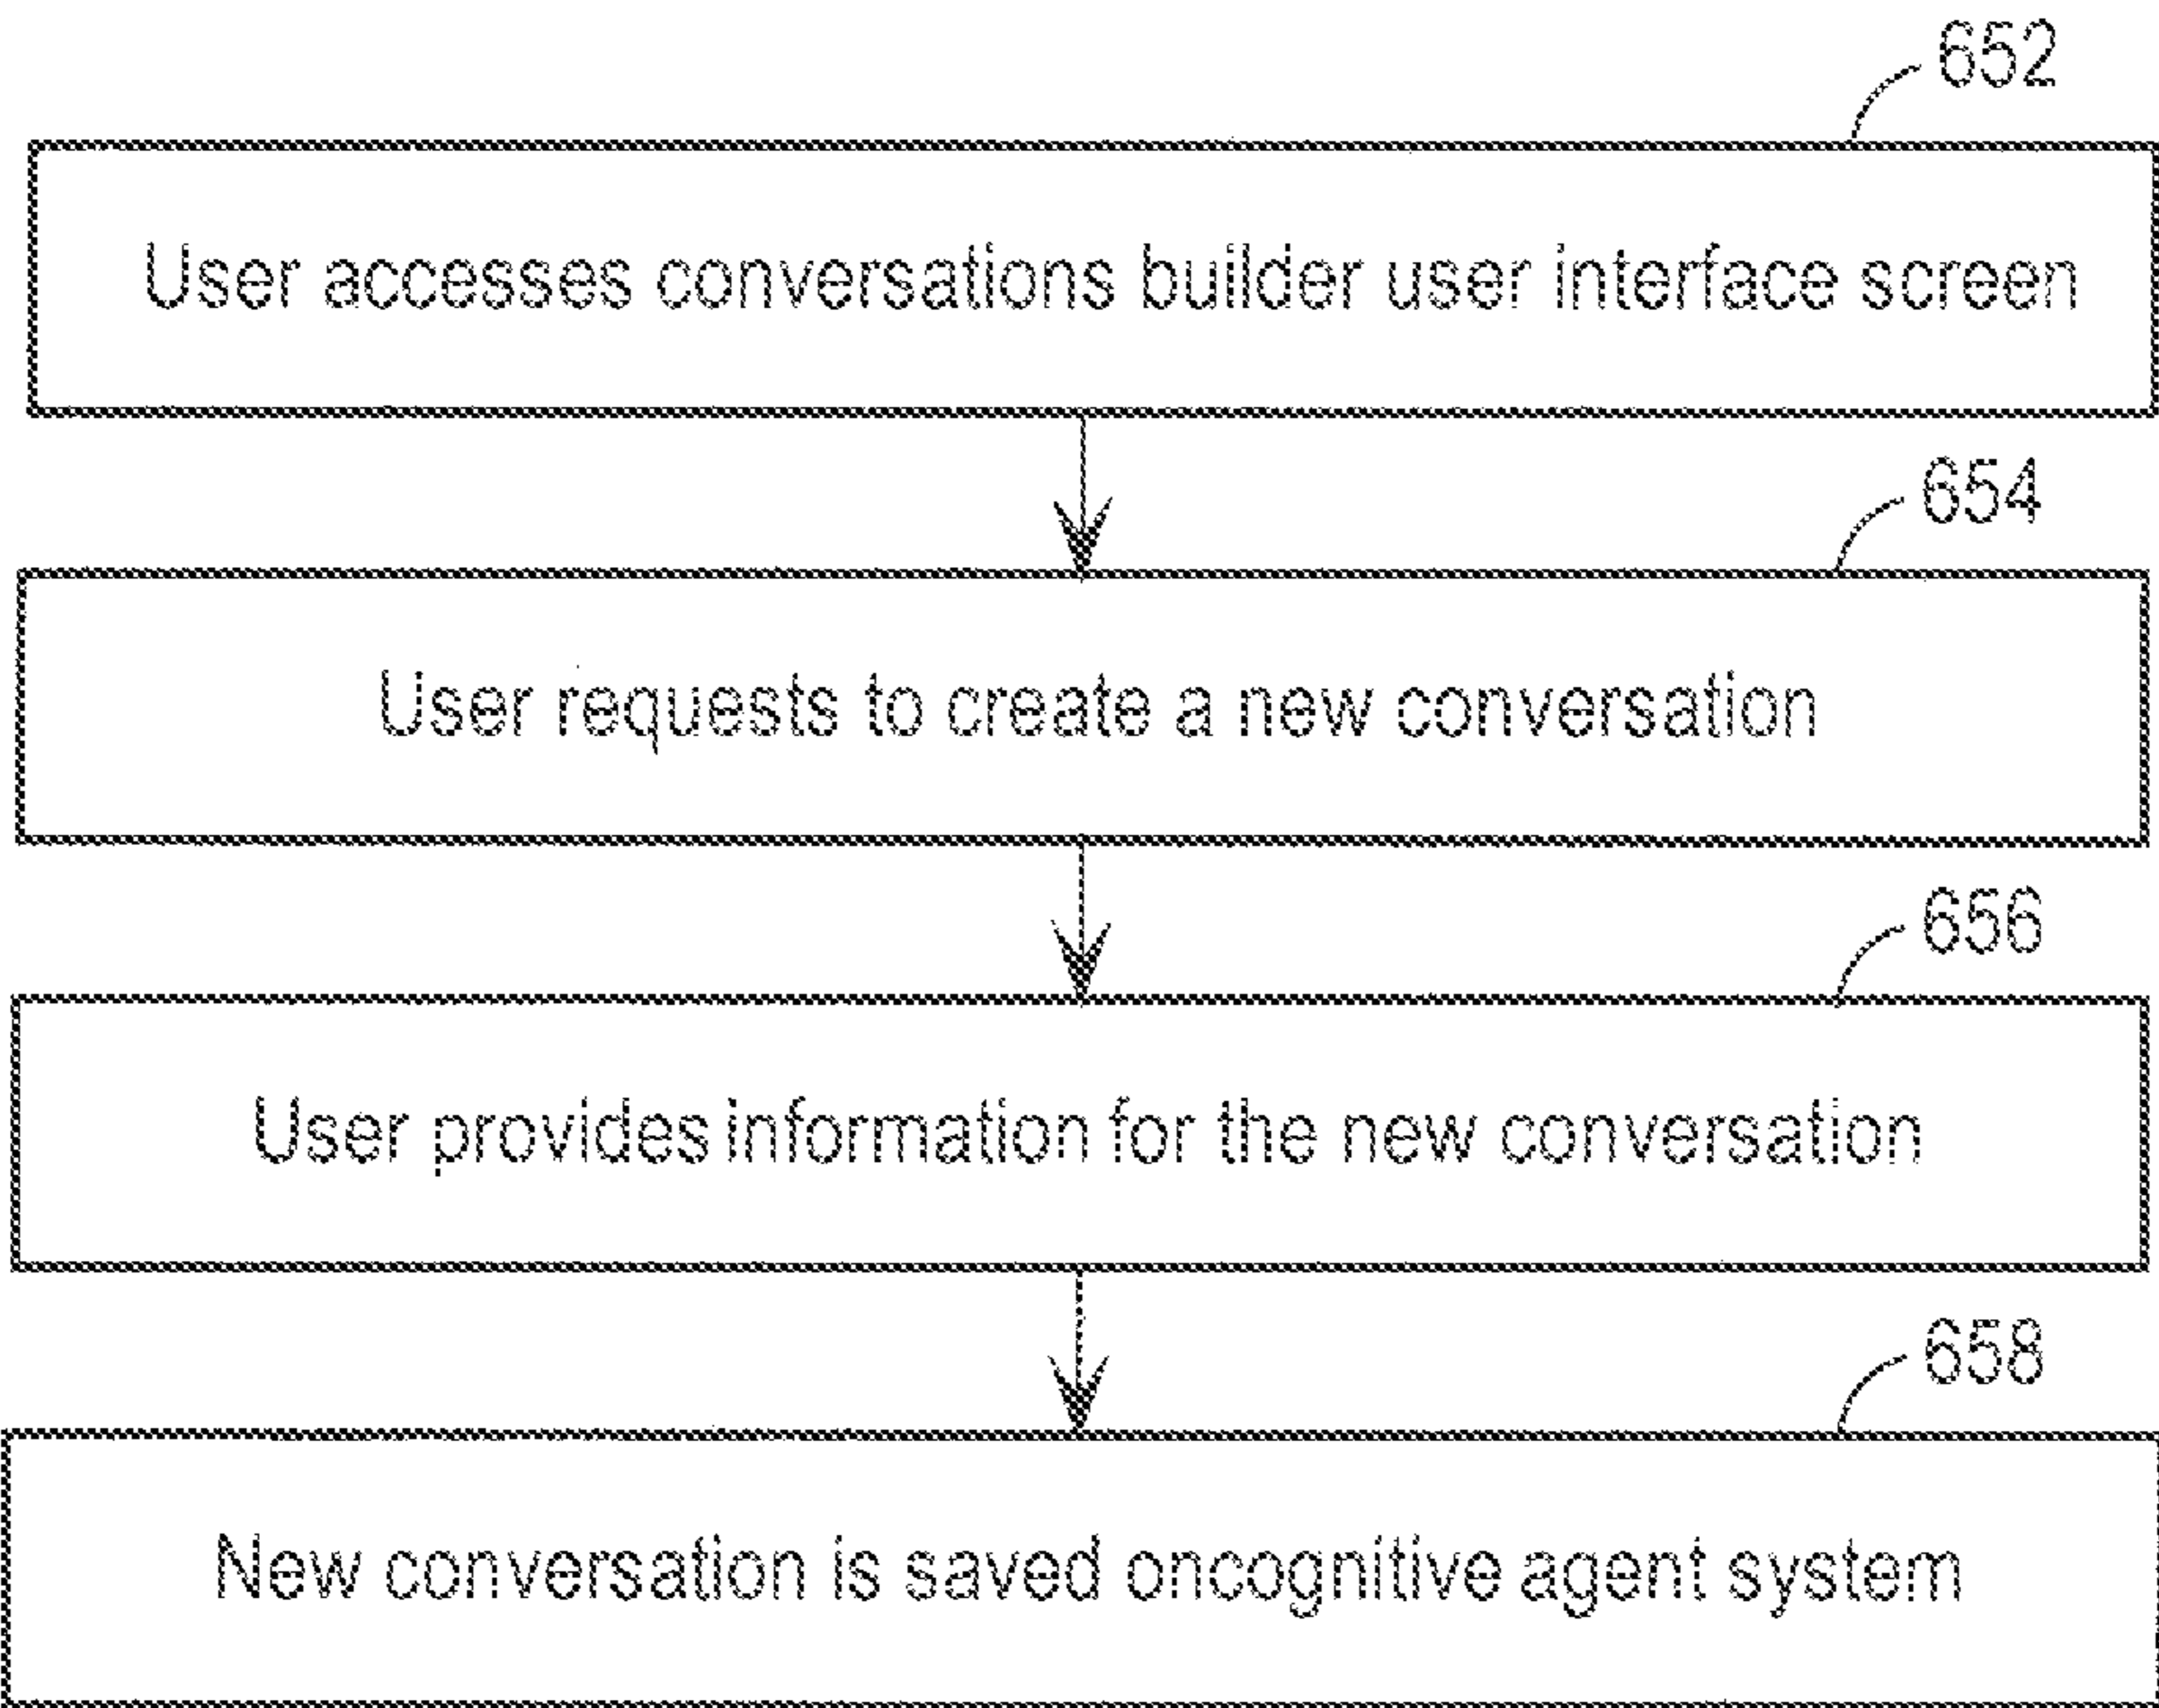 652
User accesses conversations builder user interface screen
654
User requests to create a new conversation
656
User provides information for the new conversation
658
New conversation is saved oncognitive agent system